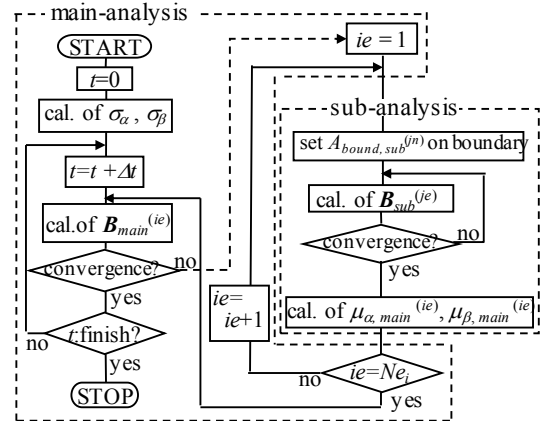 main-analysis
START
t=0
cal. of σα , σβ
t=t +Δt
cal.of Bmain(ie)
convergence?
no
yes
t:finish?
no
yes
STOP
ie = 1
sub-analysis
set Abound, sub(jn) on boundary
cal. of Bsub(je)
convergence?
no
yes
cal. of μα, main(ie), μβ, main(ie)
ie=
ie+1
ie=Nei
no
yes